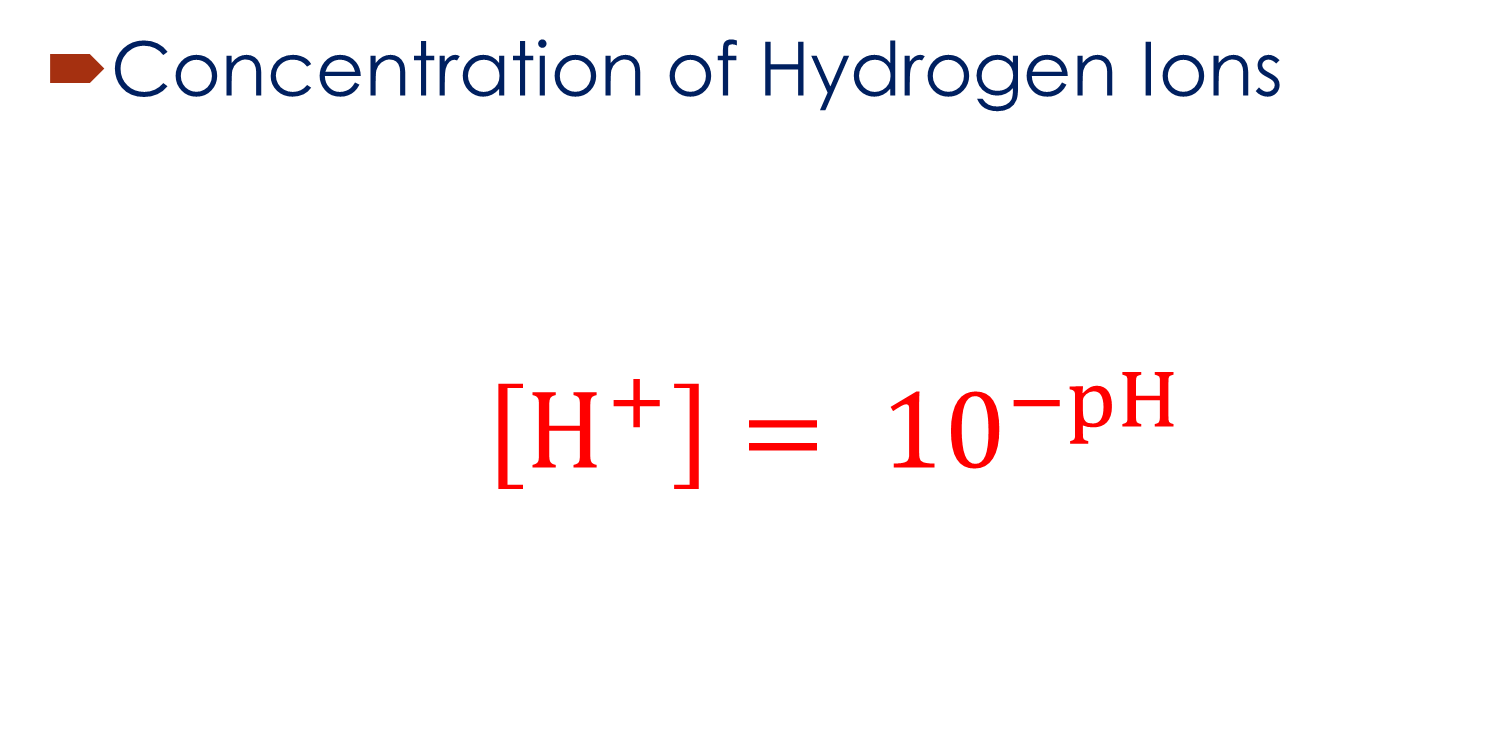 Concentration of Hydrogen Ions
[H⁺] = 10⁻ᵖᴴ